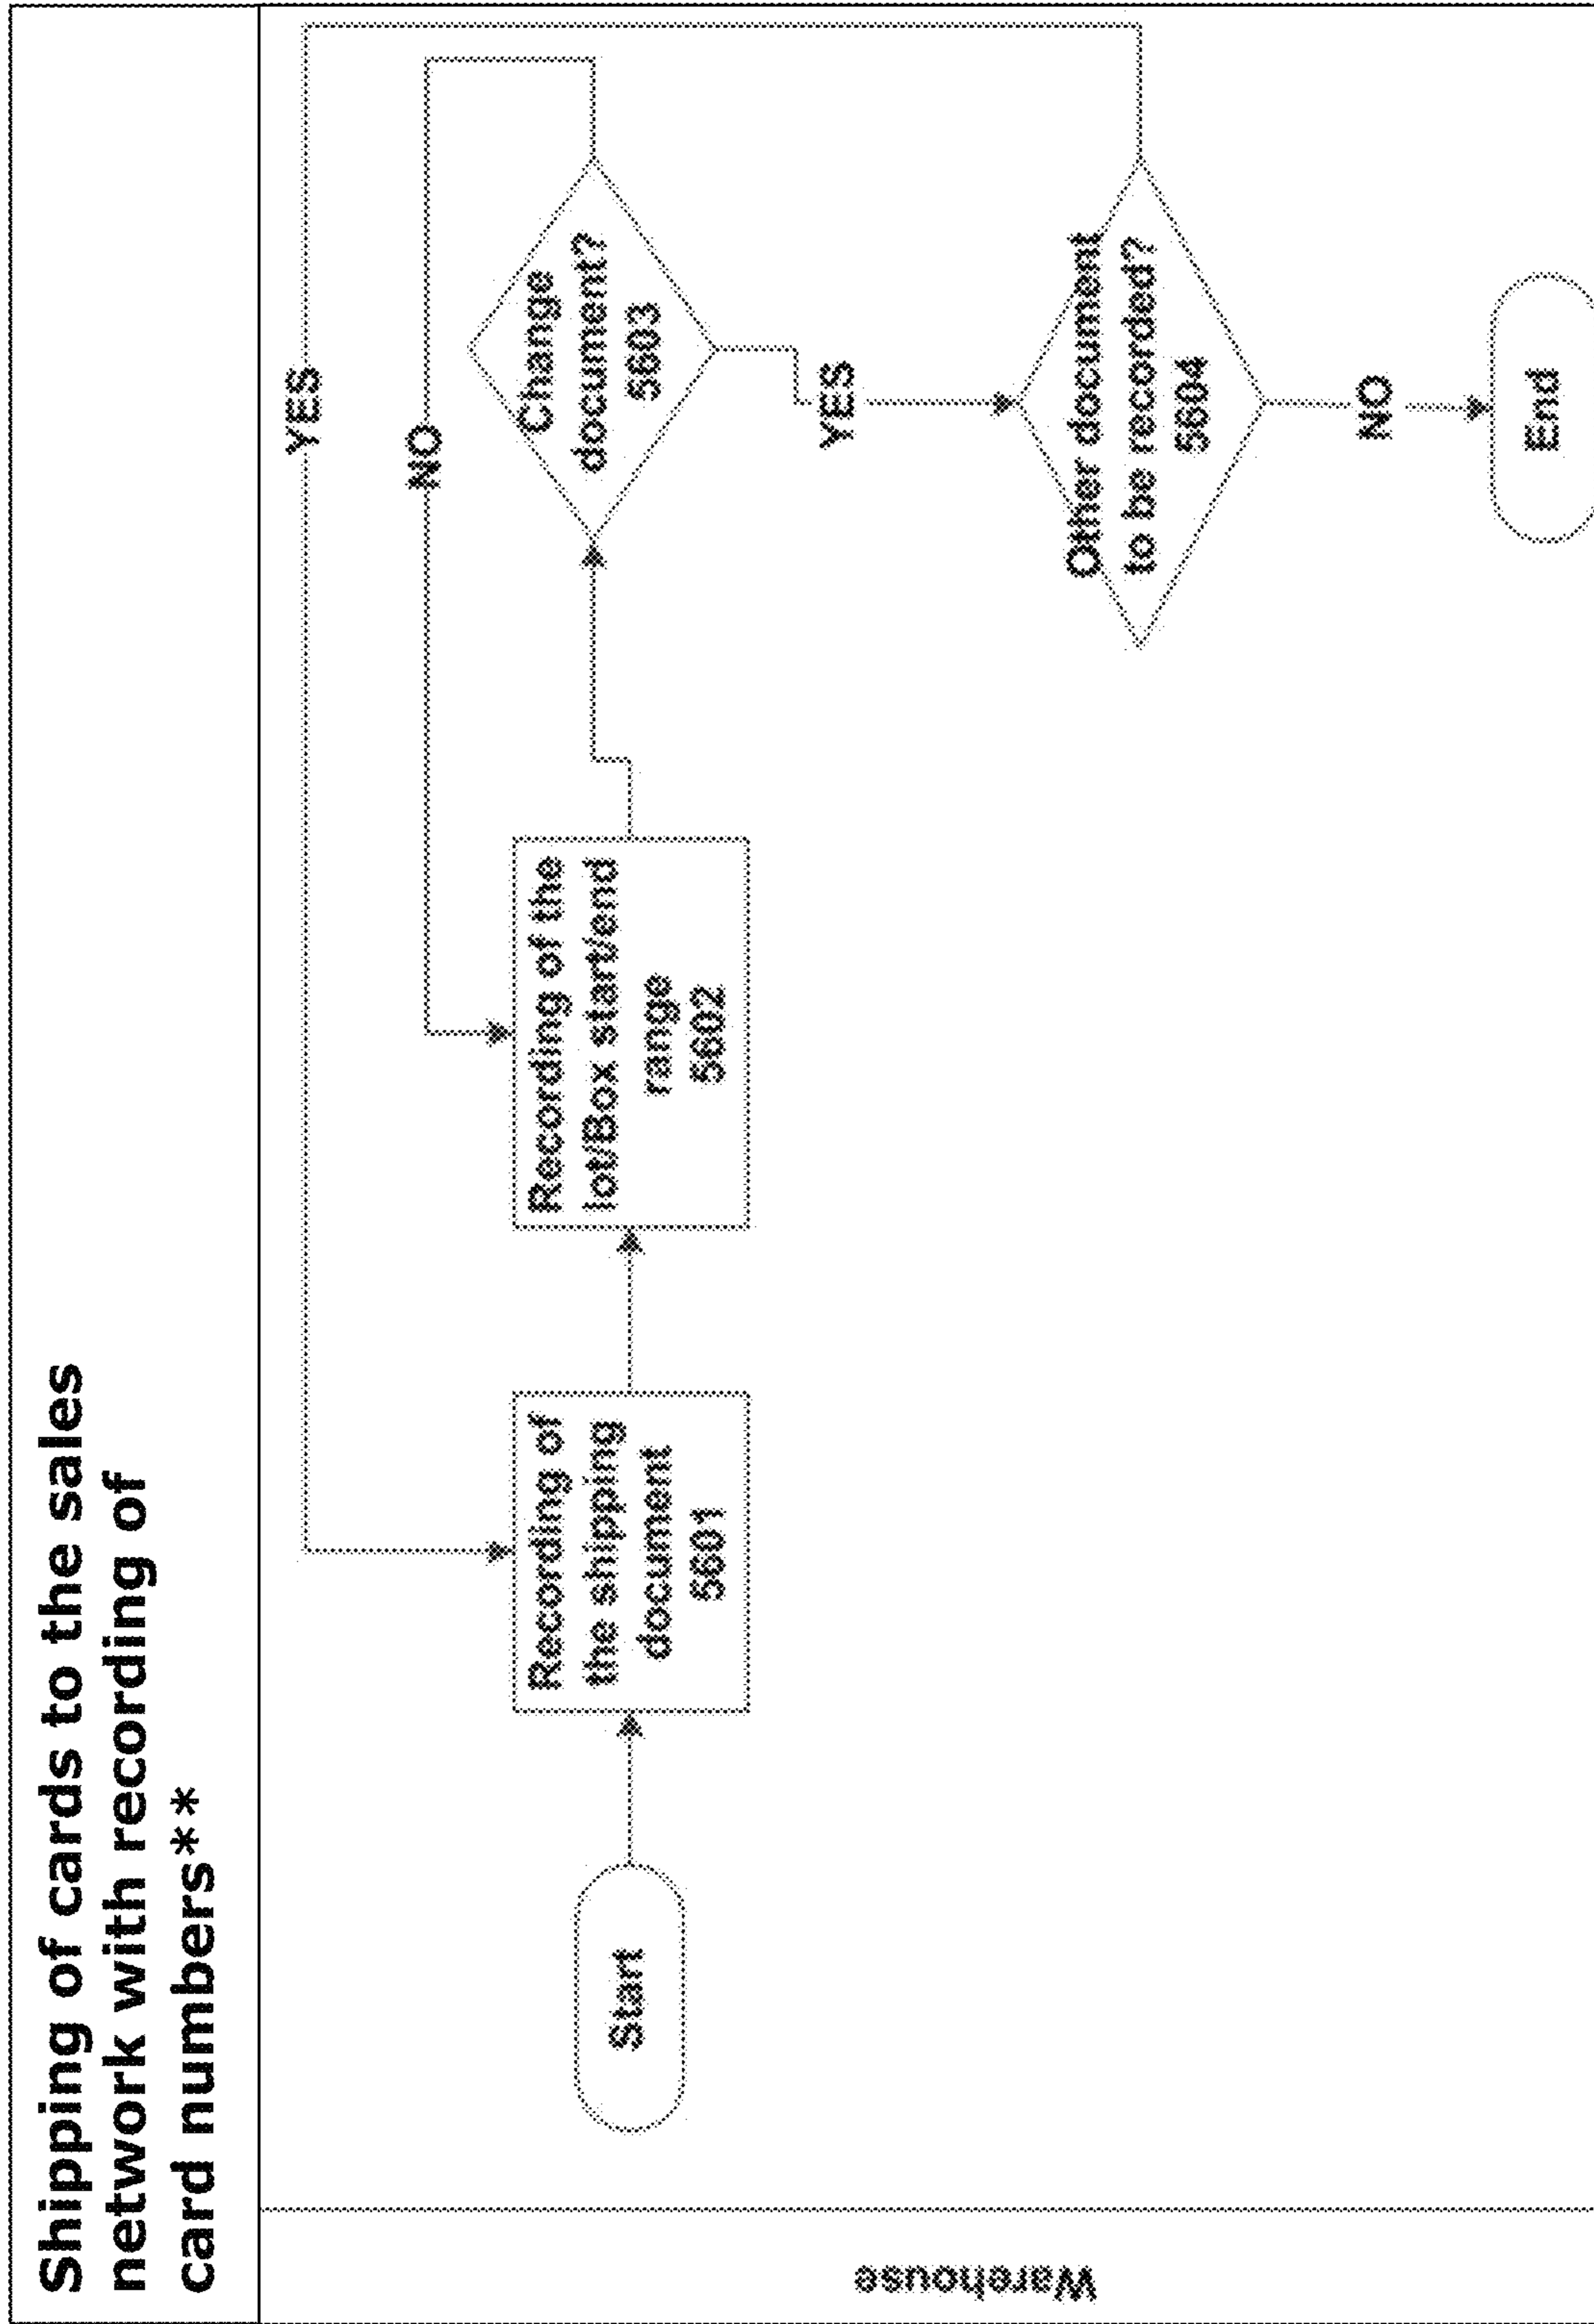 Shipping of cards to the sales
network with recording of
card numbers**
Warehouse
Start
Recording of
the shipping
document
5601
Recording of the
lot/Box start/end
range
5602
Change
document?
5603
YES
NO
YES
Other document
to be recorded?
5604
NO
End